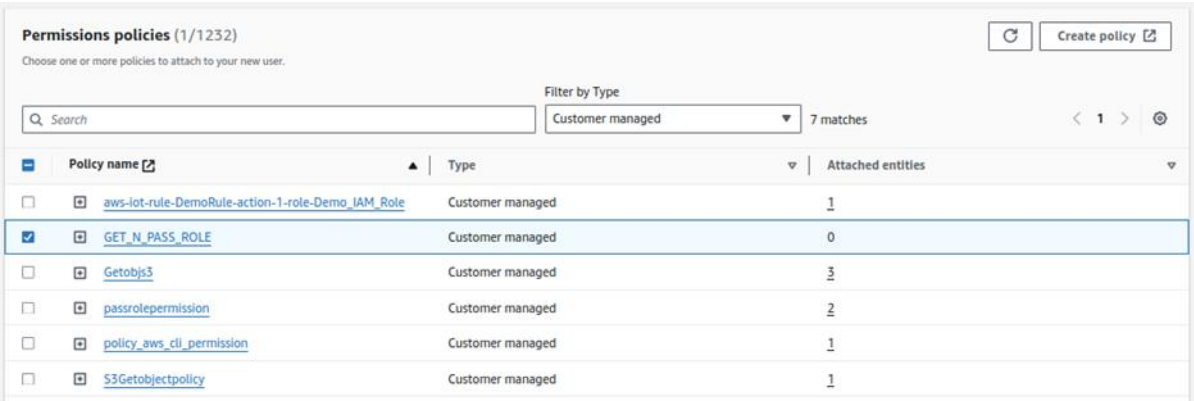 Permissions policies (1/1232)
Create policy
Choose one or more policies to attach to your new user.
Filter by Type
Search
Customer managed
7 matches
1
Policy name
Type
Attached entities
aws-iot-rule-DemoRule-action-1-role-Demo_IAM_Role Customer managed 1
GET_N_PASS_ROLE Customer managed 0
Getobjs3 Customer managed 3
passrolepermission Customer managed 2
policy_aws_cli_permission Customer managed 1
S3Getobjectpolicy Customer managed 1